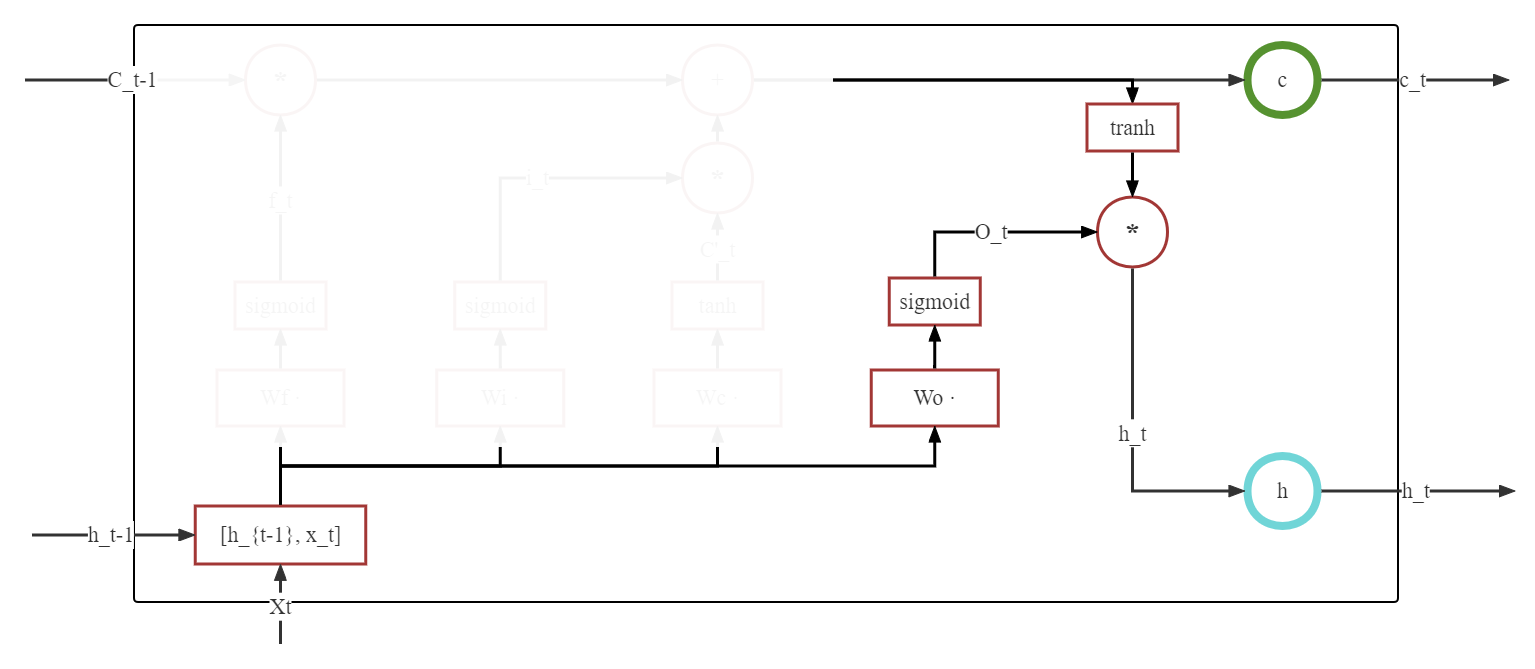 C_t-1
*
+
c
c_t
tranh
i_t
*
f_t
O_t
*
C'_t
sigmoid
sigmoid
tanh
sigmoid
Wf ·
Wi ·
Wc ·
Wo ·
h_t
h
h_t
h_t-1
[h_{t-1}, x_t]
Xt